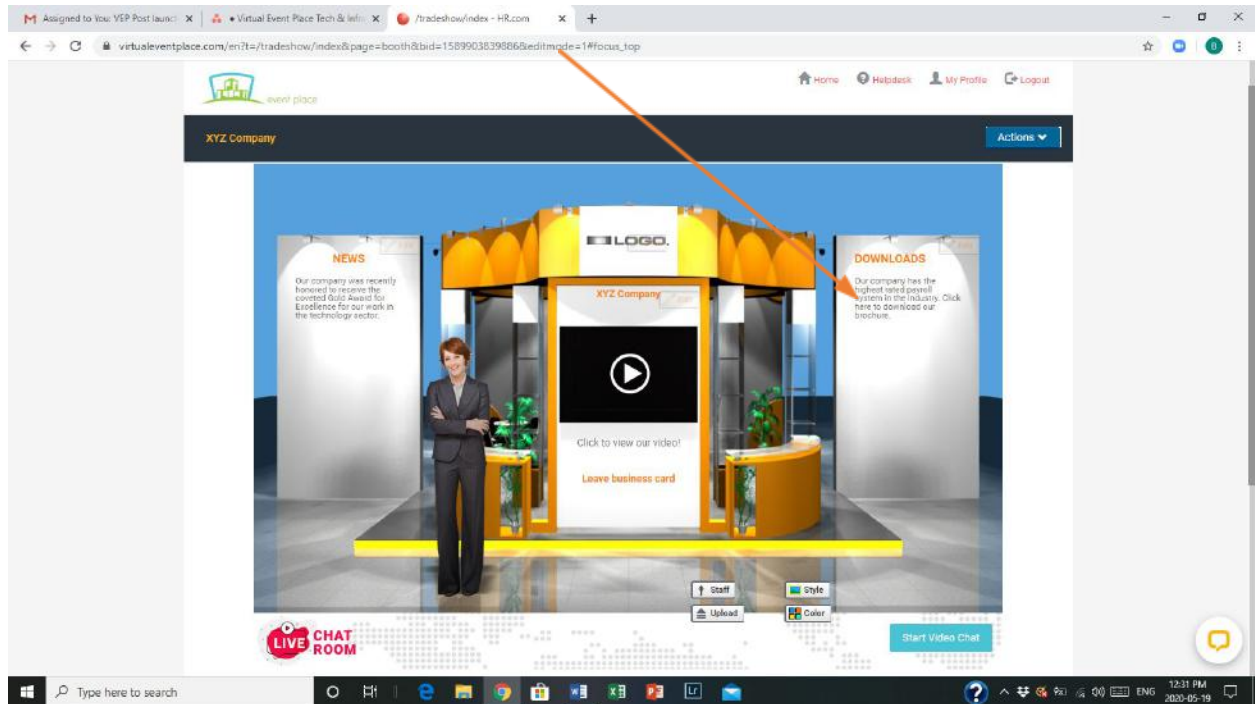 Assigned to You: VEP Post launc
• Virtual Event Place Tech & Infr
/tradeshow/index - HR.com
virtualeventplace.com/en?t=/tradeshow/index&page=booth&bid=1589903839886&editmode=1#focus_top
event place
Home Helpdesk My Profile Logout
XYZ Company
Actions
LOGO.
NEWS
Our company was recently
honored to receive the
coveted Gold Award for
Excellence for our work in
the technology sector.
XYZ Company
Click to view our video!
Leave business card
DOWNLOADS
Our company has the
highest rated payroll
system in the industry. Click
here to download our
brochure.
Staff
Style
Upload
Color
LIVE CHAT
ROOM
Start Video Chat
Type here to search
ENG
12:31 PM
2020-05-19